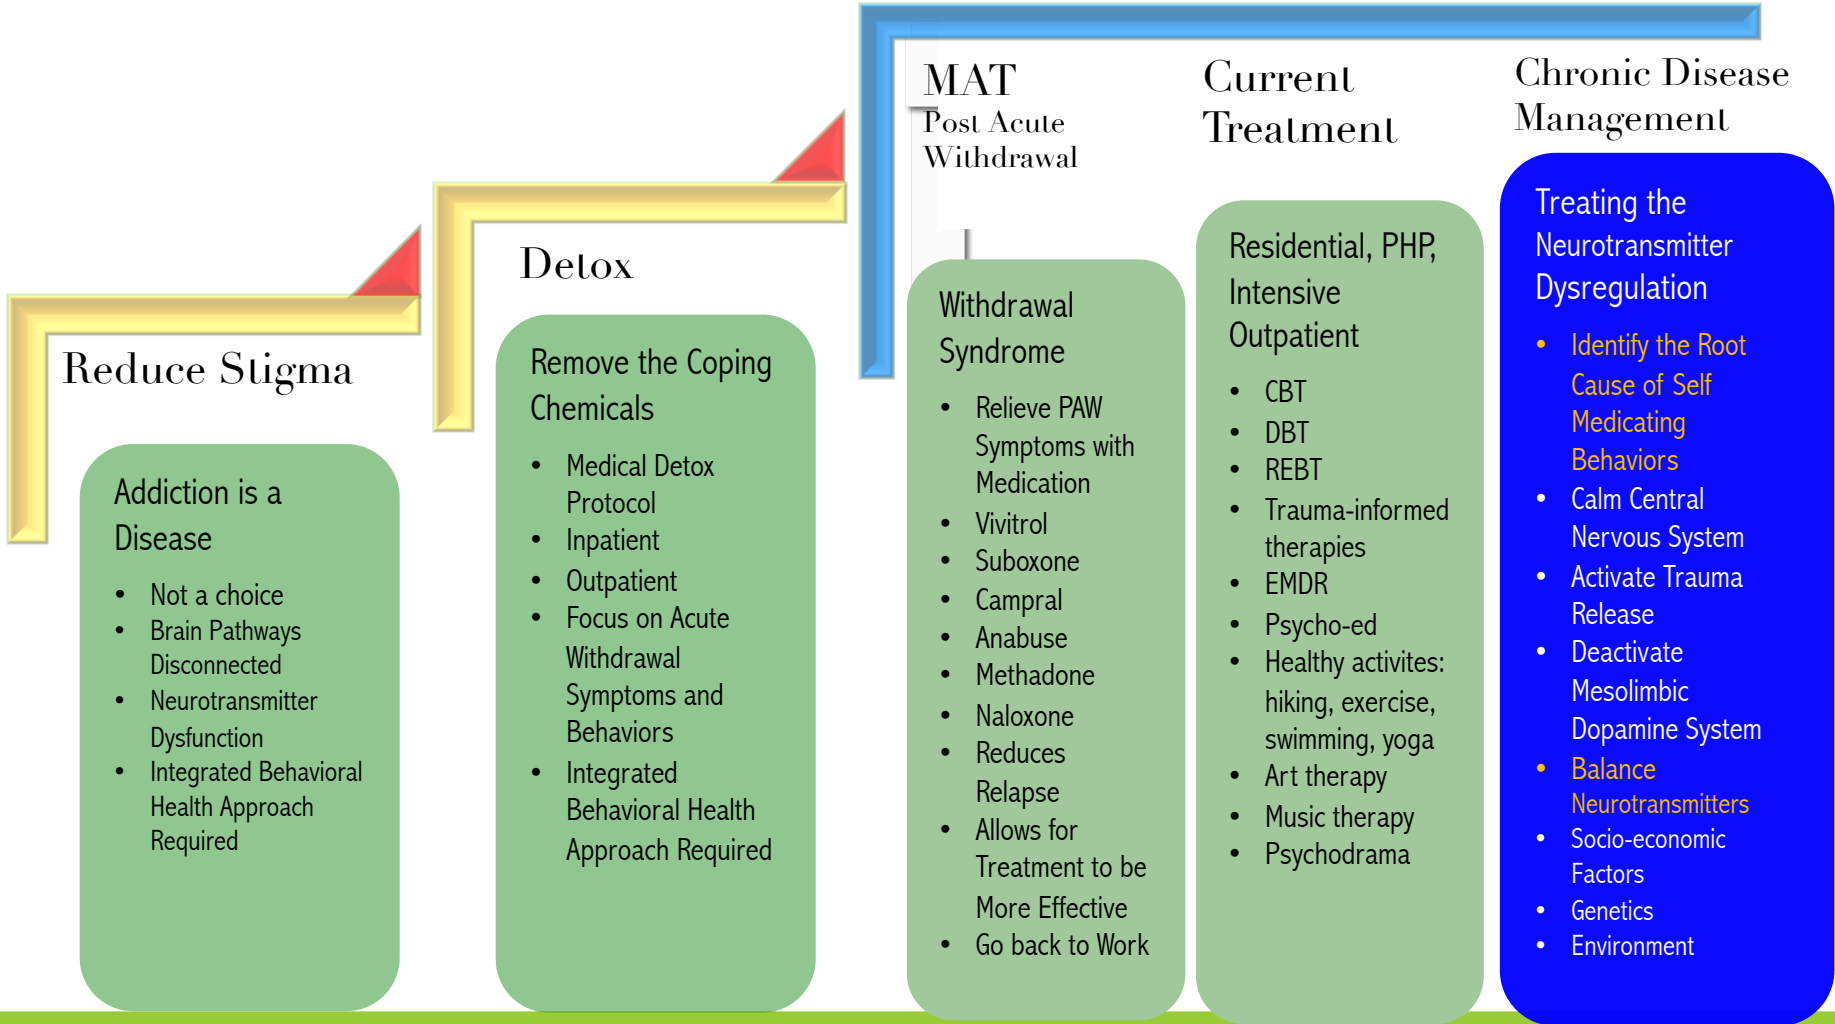 Reduce Stigma
Addiction is a
Disease
• Not a choice
• Brain Pathways
Disconnected
• Neurotransmitter
Dysfunction
• Integrated Behavioral
Health Approach
Required
Detox
Remove the Coping
Chemicals
• Medical Detox
Protocol
• Inpatient
• Outpatient
• Focus on Acute
Withdrawal
Symptoms and
Behaviors
• Integrated
Behavioral Health
Approach Required
MAT
Post Acute
Withdrawal
Withdrawal
Syndrome
• Relieve PAW
Symptoms with
Medication
• Vivitrol
• Suboxone
• Campral
• Anabuse
• Methadone
• Naloxone
• Reduces
Relapse
• Allows for
Treatment to be
More Effective
• Go back to Work
Current
Treatment
Residential, PHP,
Intensive
Outpatient
• CBT
• DBT
• REBT
• Trauma-informed
therapies
• EMDR
• Psycho-ed
• Healthy activites:
hiking, exercise,
swimming, yoga
• Art therapy
• Music therapy
• Psychodrama
Chronic Disease
Management
Treating the
Neurotransmitter
Dysregulation
• Identify the Root
Cause of Self
Medicating
Behaviors
• Calm Central
Nervous System
• Activate Trauma
Release
• Deactivate
Mesolimbic
Dopamine System
• Balance
Neurotransmitters
• Socio-economic
Factors
• Genetics
• Environment